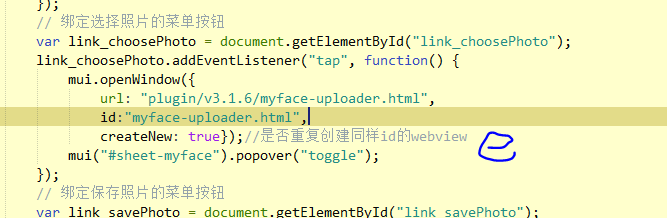 });
// 绑定选择照片的菜单按钮
var link_choosePhoto = document.getElementById("link_choosePhoto");
link_choosePhoto.addEventListener("tap", function() {
mui.openWindow({
url: "plugin/v3.1.6/myface-uploader.html",
id:"myface-uploader.html",
createNew: true});//是否重复创建同样id的webview
mui("#sheet-myface").popover("toggle");
});
// 绑定保存照片的菜单按钮
var link_savePhoto = document.getElementById("link_savePhoto");